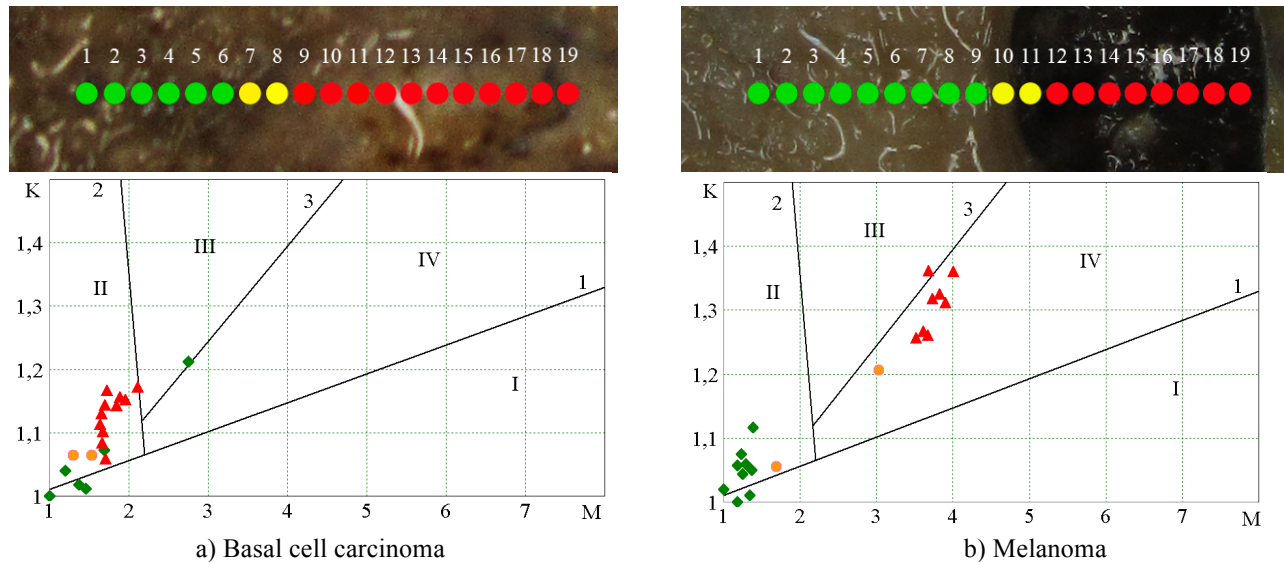 1 2 3 4 5 6 7 8 9 10 11 12 13 14 15 16 17 18 19
K
2
3
1,4
III
IV
II
1
1,3
1,2
I
1,1
1
1 2 3 4 5 6 7 M
a) Basal cell carcinoma
1 2 3 4 5 6 7 8 9 10 11 12 13 14 15 16 17 18 19
K
2
3
III
1,4
IV
II
1
1,3
1,2
I
1,1
1
1 2 3 4 5 6 7 M
b) Melanoma